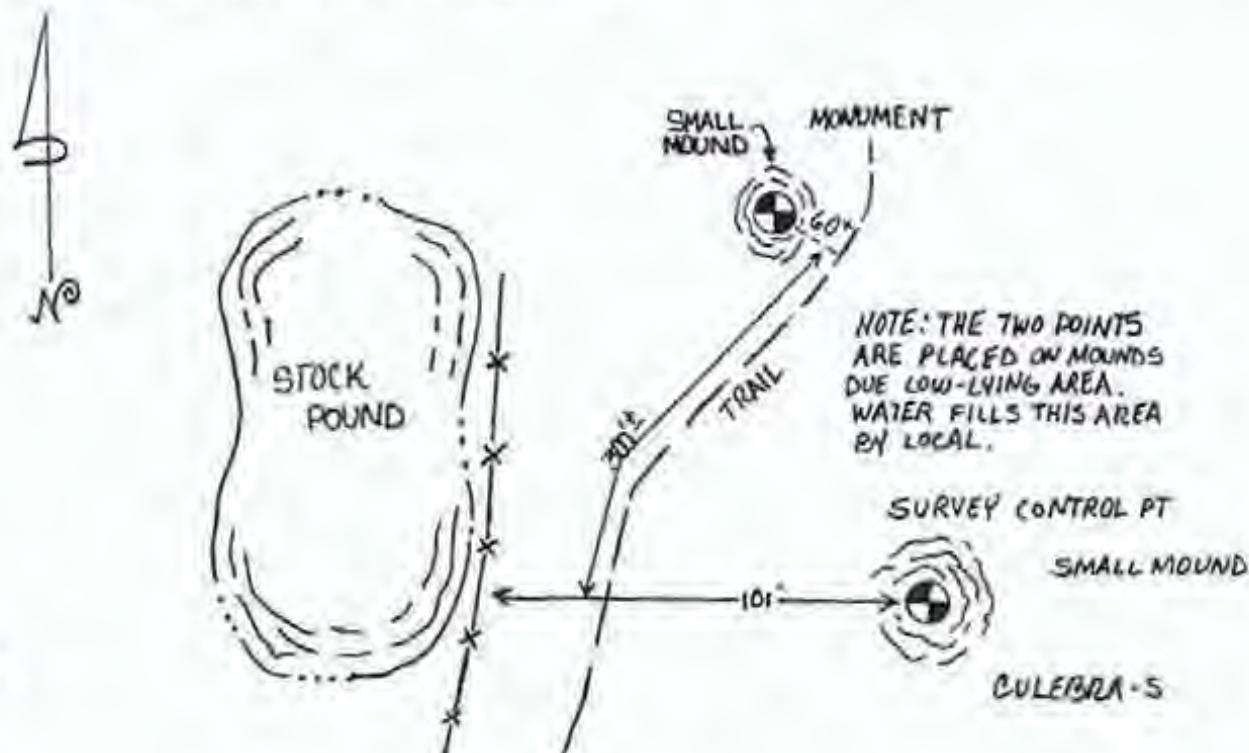 SMALL
MOUND
MONUMENT
60
STOCK
POUND
TRAIL
NOTE: THE TWO POINTS
ARE PLACED ON MOUNDS
DUE LOW-LYING AREA.
WATER FILLS THIS AREA
BY LOCAL.
300'±
SURVEY CONTROL PT
SMALL MOUND
101'
CULEBRA-S
N